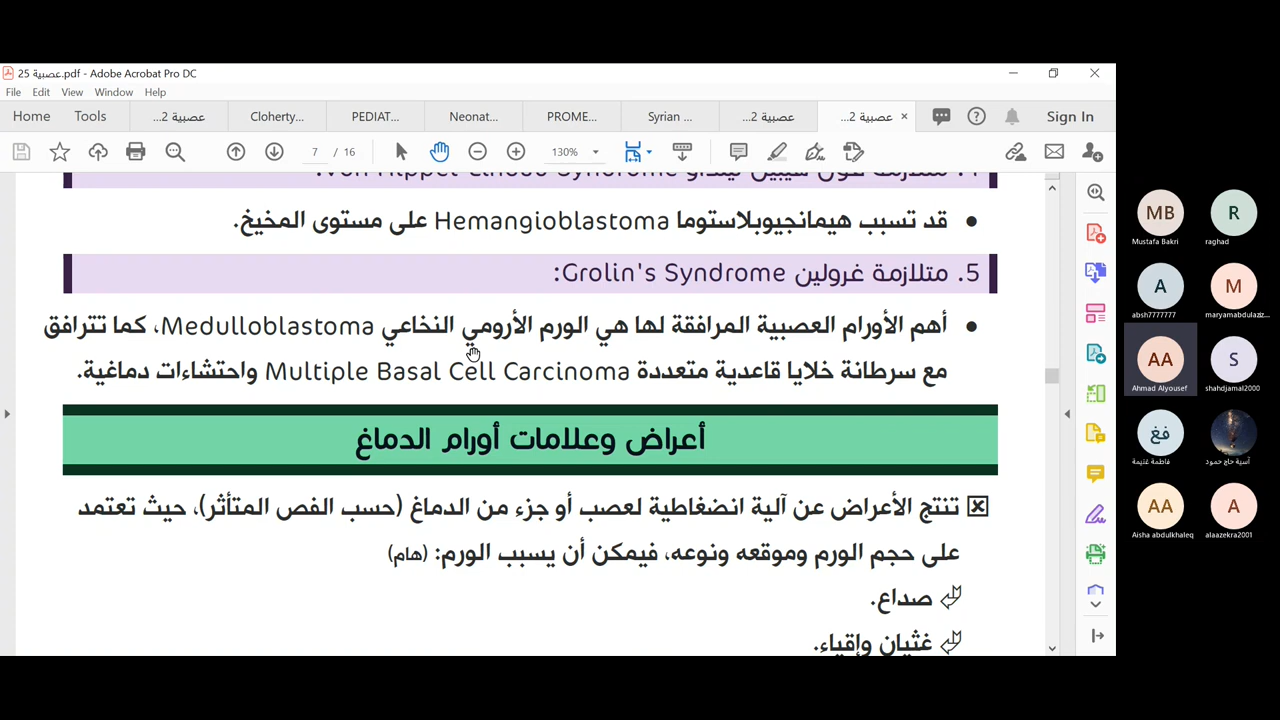 عصبية 25.pdf - Adobe Acrobat Pro DC
File Edit View Window Help
Home Tools عصبية 2... Cloherty... PEDIAT... Neonat... PROME... Syrian ... عصبية 2... عصبية 2... × Sign In
7 / 16 130%
قد تسبب هيمانجيوبلاستوما Hemangioblastoma على مستوى المخيخ.
5. متلازمة غرولين Grolin's Syndrome:
أهم الأورام العصبية المرافقة لها هي الورم الأرومي النخاعي Medulloblastoma، كما تترافق
مع سرطانة خلايا قاعدية متعددة Multiple Basal Cell Carcinoma واحتشاءات دماغية.
أعراض وعلامات أورام الدماغ
تنتج الأعراض عن آلية انضغاطية لعصب أو جزء من الدماغ (حسب الفص المتأثر)، حيث تعتمد
على حجم الورم وموقعه ونوعه، فيمكن أن يسبب الورم: (هام)
صداع.
غثيان وإقياء.
MB R
Mustafa Bakri raghad
A M
absh7777777 maryamabdulaziz...
AA S
Ahmad Alyousef shahdjamal2000
فغ
فاطمة غنيمة آسية حاج حمود
AA A
Aisha abdulkhaleq alaazekra2001